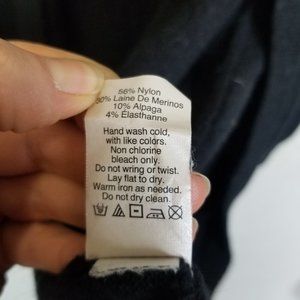 56% Nylon
30% Laine De Merinos
10% Alpaga
4% Élasthanne
Hand wash cold,
with like colors.
Non chlorine
bleach only.
Do not wring or twist.
Lay flat to dry.
Warm iron as needed.
Do not dry clean.